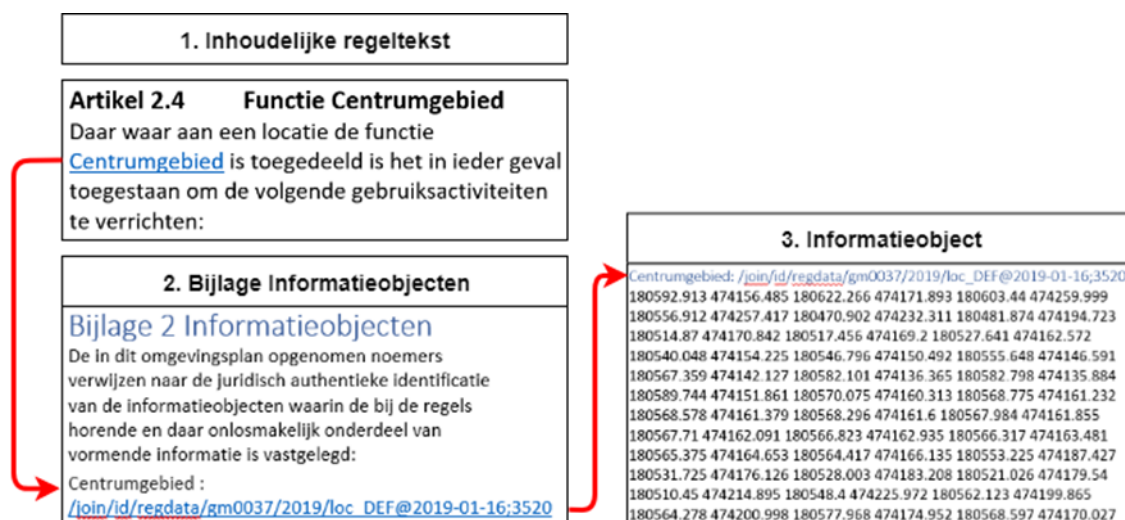 1. Inhoudelijke regeltekst
Artikel 2.4 Functie Centrumgebied
Daar waar aan een locatie de functie
Centrumgebied is toegedeeld is het in ieder geval
toegestaan om de volgende gebruiksactiviteiten
te verrichten:
2. Bijlage Informatieobjecten
Bijlage 2 Informatieobjecten
De in dit omgevingsplan opgenomen noemers
verwijzen naar de juridisch authentieke identificatie
van de informatieobjecten waarin de bij de regels
horende en daar onlosmakelijk onderdeel van
vormende informatie is vastgelegd:
Centrumgebied :
/join/id/regdata/gm0037/2019/loc_DEF@2019-01-16;3520
3. Informatieobject
Centrumgebied: /join/id/regdata/gm0037/2019/loc_DEF@2019-01-16;3520
180592.913 474156.485 180622.266 474171.893 180603.44 474259.999
180556.912 474257.417 180470.902 474232.311 180481.874 474194.723
180514.87 474170.842 180517.456 474169.2 180527.641 474162.572
180540.048 474154.225 180546.796 474150.492 180555.648 474146.591
180567.359 474142.127 180582.101 474136.365 180582.798 474135.884
180589.744 474151.861 180570.075 474160.313 180568.775 474161.232
180568.578 474161.379 180568.296 474161.6 180567.984 474161.855
180567.71 474162.091 180566.823 474162.935 180566.317 474163.481
180565.375 474164.653 180564.417 474166.135 180553.225 474187.427
180531.725 474176.126 180528.003 474183.208 180521.026 474179.54
180510.45 474214.895 180548.4 474225.972 180562.123 474199.865
180564.278 474200.998 180577.968 474174.952 180568.597 474170.027